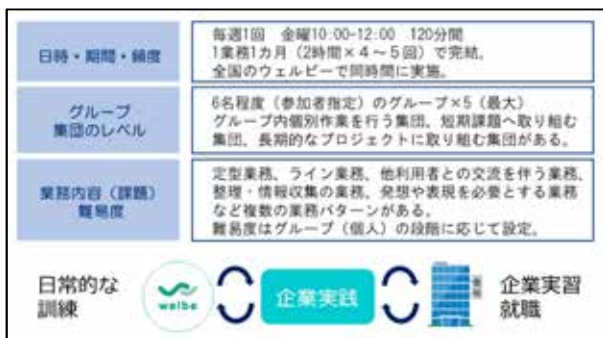 日時・期間・頻度
毎週1回 金曜10:00-12:00 120分間
1業務1カ月（2時間×4～5回）で完結。
全国のウェルビーで同時間に実施。
グループ
集団のレベル
6名程度（参加者指定）のグループ×5（最大）
グループ内個別作業を行う集団、短期課題へ取り組む
集団、長期的なプロジェクトに取り組む集団がある。
業務内容（課題）
難易度
定型業務、ライン業務、他利用者との交流を伴う業務、
整理・情報収集の業務、発想や表現を必要とする業務
など複数の業務パターンがある。
難易度はグループ（個人）の段階に応じて設定。
日常的な
訓練
welbe
企業実践
企業実習
就職